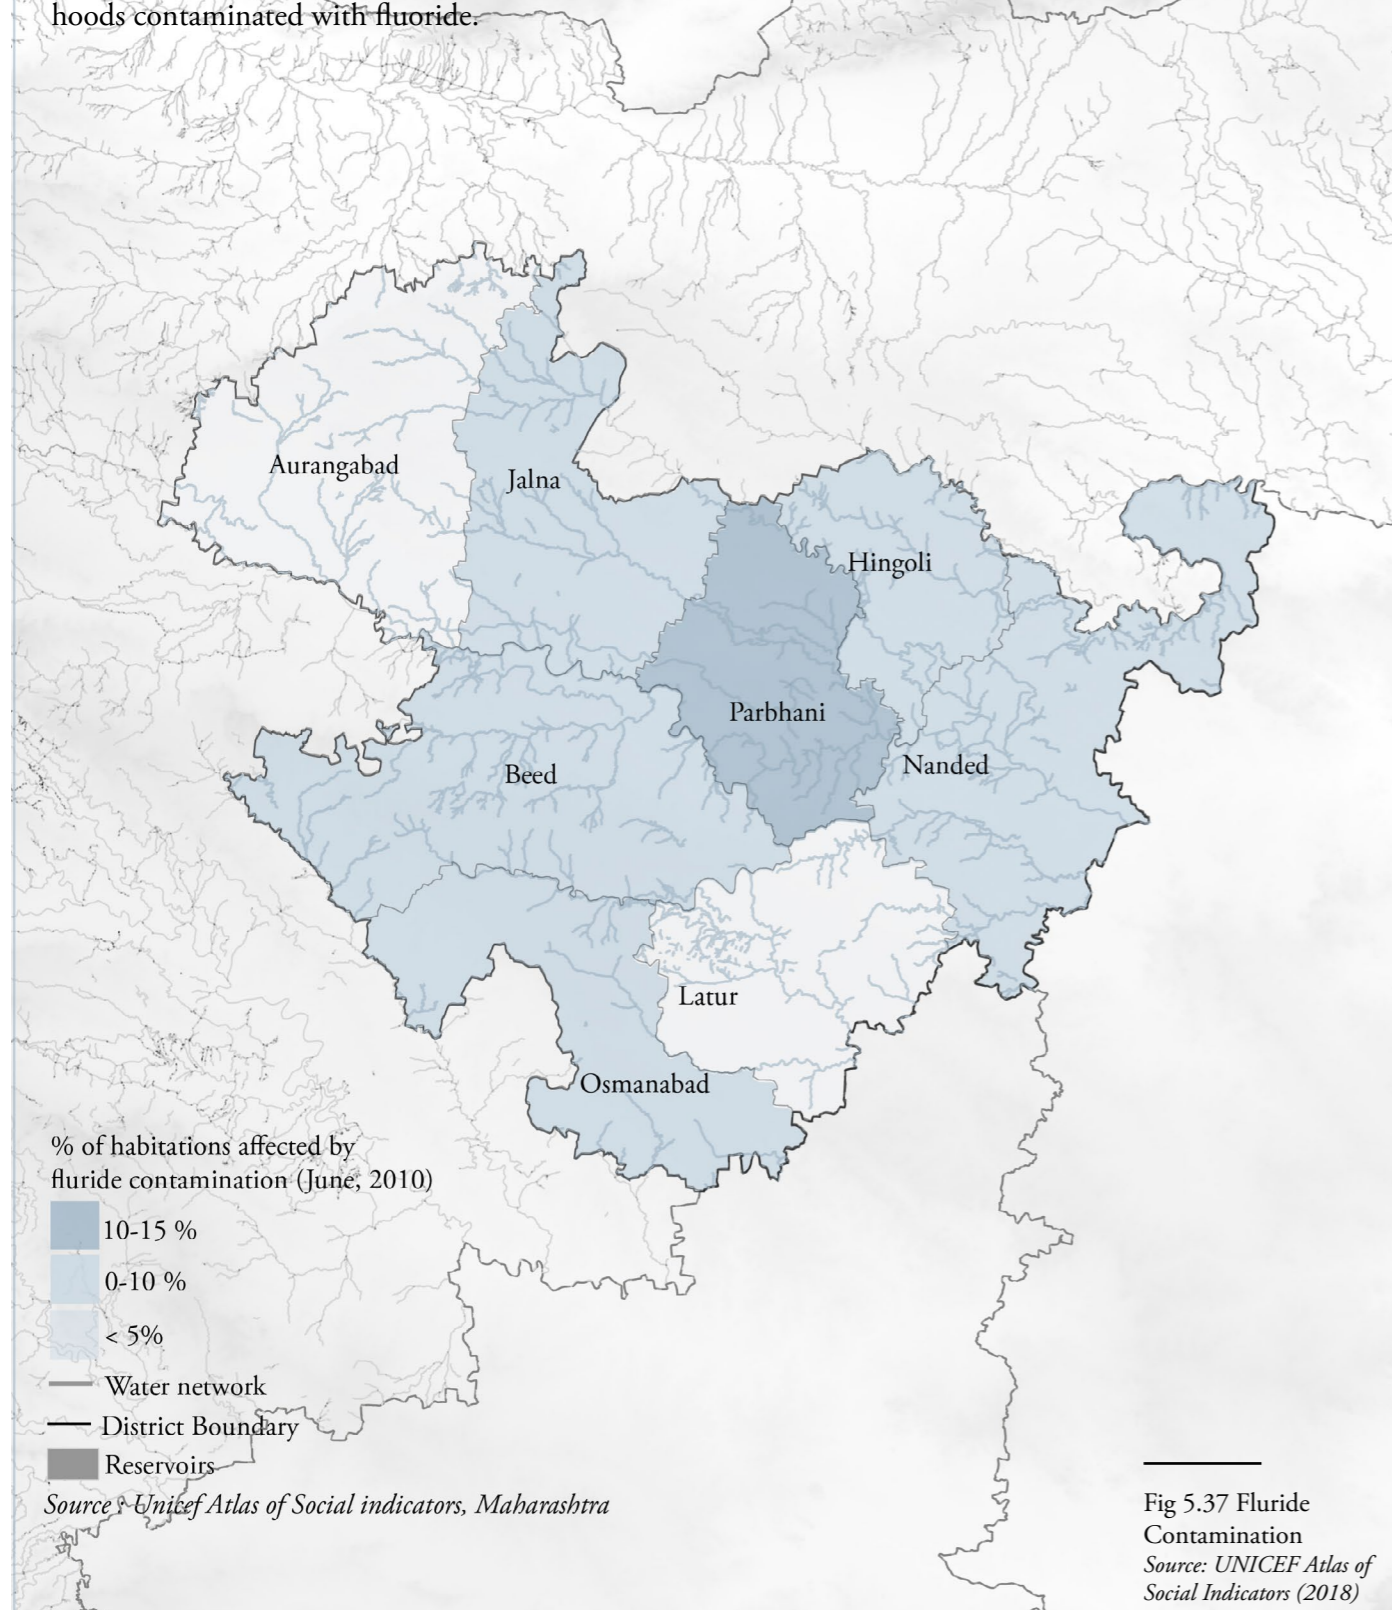 hoods contaminated with fluoride.
Aurangabad
Jalna
Hingoli
Parbhani
Nanded
Beed
Latur
Osmanabad
% of habitations affected by
fluride contamination (June, 2010)
10-15 %
0-10 %
< 5%
Water network
District Boundary
Reservoirs
Source : Unicef Atlas of Social indicators, Maharashtra
Fig 5.37 Fluride
Contamination
Source: UNICEF Atlas of
Social Indicators (2018)